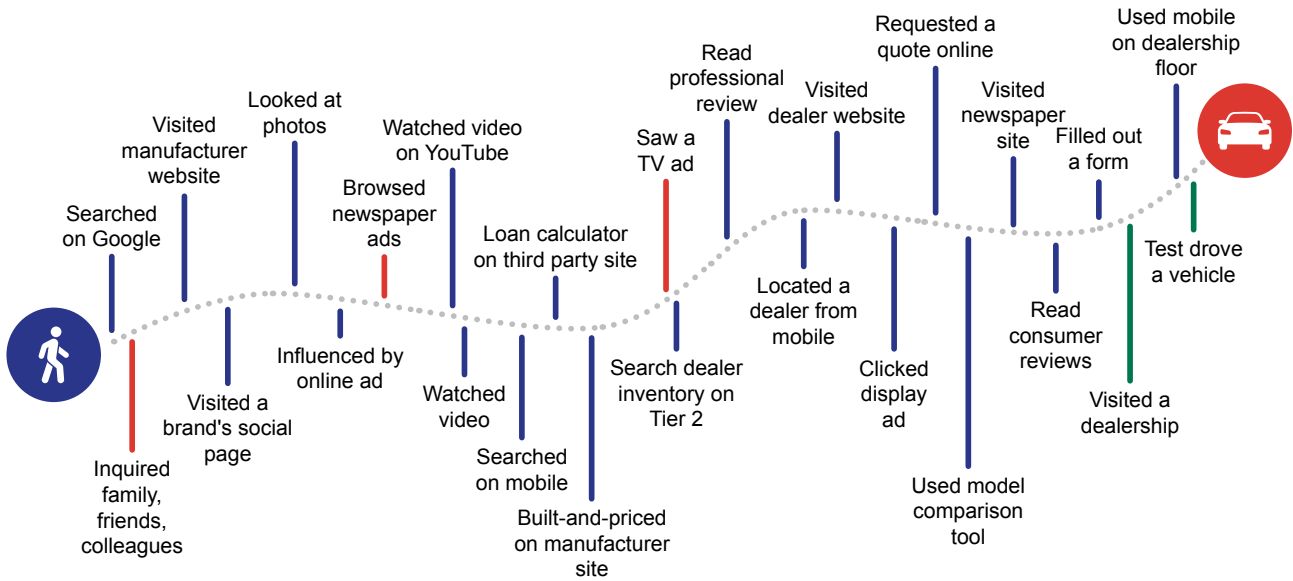 Searched
on Google
Inquired
family,
friends,
colleagues
Visited
manufacturer
website
Visited a
brand's social
page
Looked at
photos
Influenced by
online ad
Browsed
newspaper
ads
Watched video
on YouTube
Watched
video
Searched
on mobile
Loan calculator
on third party site
Built-and-priced
on manufacturer
site
Saw a
TV ad
Search dealer
inventory on
Tier 2
Read
professional
review
Located a
dealer from
mobile
Visited
dealer website
Clicked
display
ad
Requested a
quote online
Used model
comparison
tool
Visited
newspaper
site
Read
consumer
reviews
Filled out
a form
Visited a
dealership
Used mobile
on dealership
floor
Test drove
a vehicle